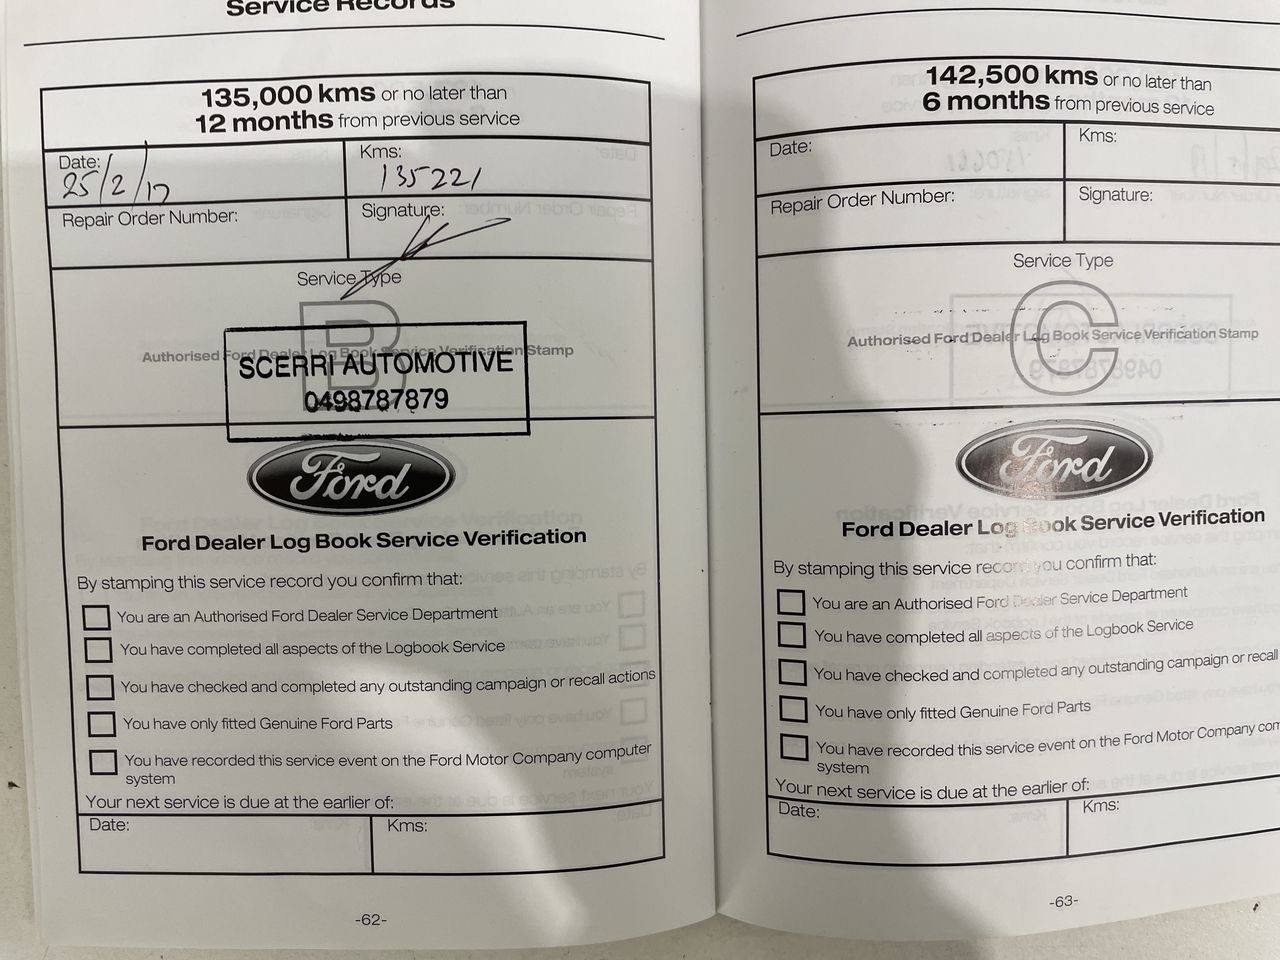 Service Records
135,000 kms or no later than
12 months from previous service
Date:
25/2/17
Kms:
135221
Repair Order Number:
Signature:
Service Type
B
Authorised Ford Dealer Log Book Service Verification Stamp
SCERRI AUTOMOTIVE
0498787879
Ford
Ford Dealer Log Book Service Verification
By stamping this service record you confirm that:
You are an Authorised Ford Dealer Service Department
You have completed all aspects of the Logbook Service
You have checked and completed any outstanding campaign or recall actions
You have only fitted Genuine Ford Parts
You have recorded this service event on the Ford Motor Company computer
system
Your next service is due at the earlier of:
Date:
Kms:
-62-
142,500 kms or no later than
6 months from previous service
Date:
Kms:
Repair Order Number:
Signature:
Service Type
C
Authorised Ford Dealer Log Book Service Verification Stamp
Ford
Ford Dealer Log Book Service Verification
By stamping this service record you confirm that:
You are an Authorised Ford Dealer Service Department
You have completed all aspects of the Logbook Service
You have checked and completed any outstanding campaign or recall
You have only fitted Genuine Ford Parts
You have recorded this service event on the Ford Motor Company com
system
Your next service is due at the earlier of:
Date:
Kms:
-63-